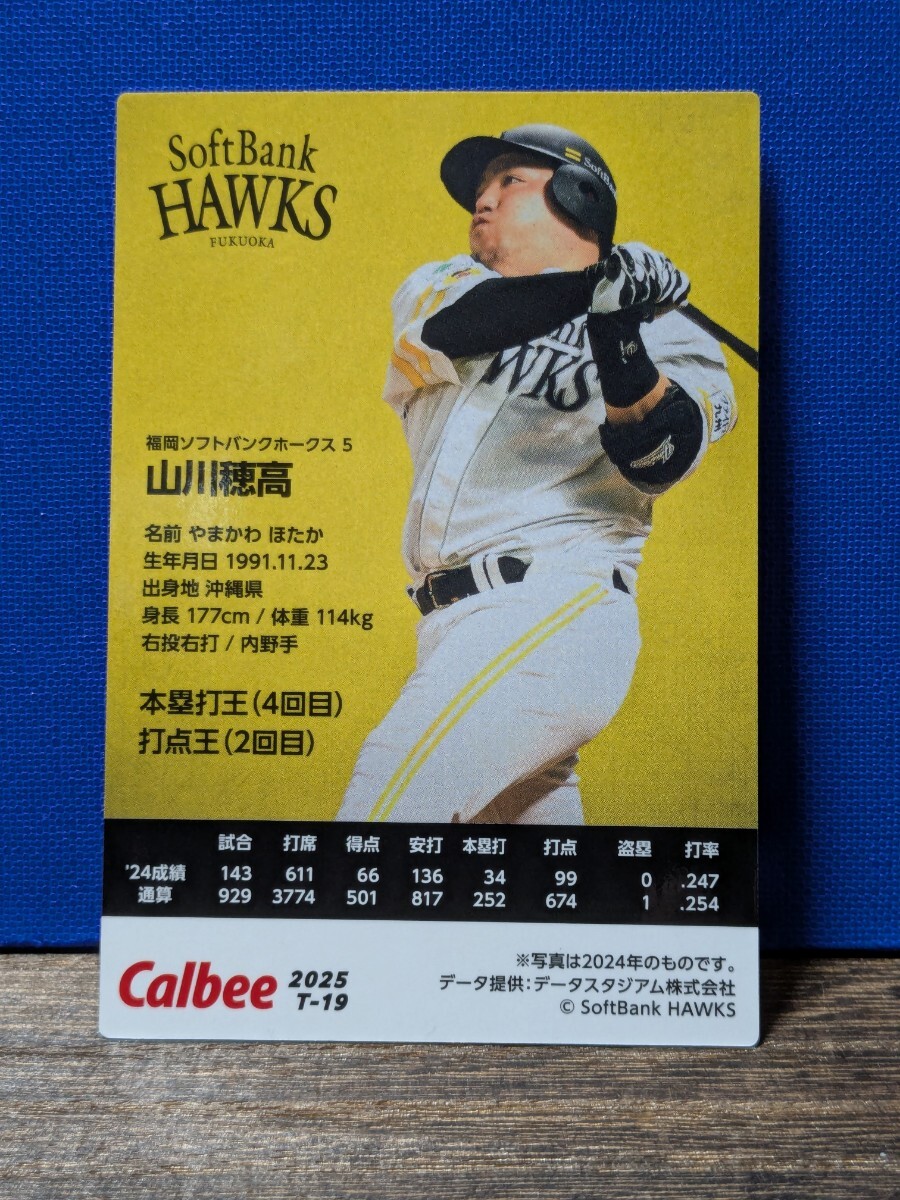 SoftBank
HAWKS
FUKUOKA
SoftBank
WKS
福岡ソフトバンクホークス 5
山川穂高
名前 やまかわ ほたか
生年月日 1991.11.23
出身地 沖縄県
身長 177cm / 体重 114kg
右投右打 / 内野手
本塁打王(4回目)
打点王(2回目)
試合 打席 得点 安打 本塁打 打点 盗塁 打率
'24成績 143 611 66 136 34 99 0 .247
通算 929 3774 501 817 252 674 1 .254
Calbee 2025
T-19
※写真は2024年のものです。
データ提供:データスタジアム株式会社
© SoftBank HAWKS